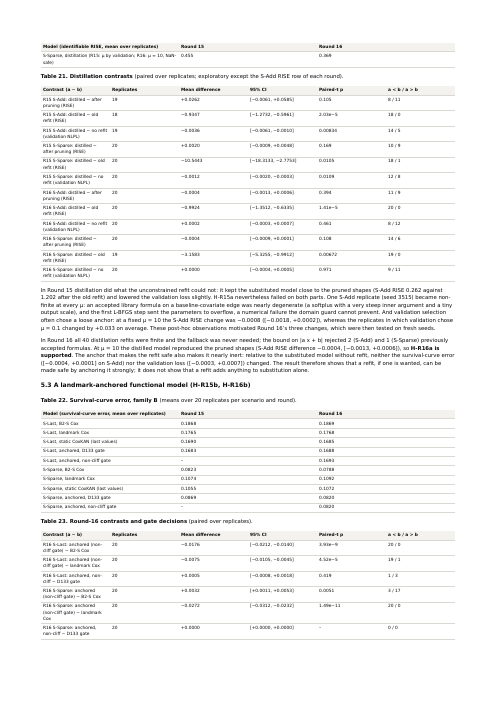 Model (identifiable RISE, mean over replicates) Round 15 Round 16
S-Sparse, distillation (R15: μ by validation; R16: μ = 10, NaN- 0.455 0.369
safe)
Table 21. Distillation contrasts (paired over replicates; exploratory except the S-Add RISE row of each round).
Contrast (a − b) Replicates Mean difference 95% CI Paired-t p a < b / a > b
R15 S-Add: distilled − after 19 +0.0262 [−0.0061, +0.0585] 0.105 8 / 11
pruning (RISE)
R15 S-Add: distilled − old 18 −0.9347 [−1.2732, −0.5961] 2.03e−5 18 / 0
refit (RISE)
R15 S-Add: distilled − no refit 19 −0.0036 [−0.0061, −0.0010] 0.00834 14 / 5
(validation NLPL)
R15 S-Sparse: distilled − 20 +0.0020 [−0.0009, +0.0048] 0.169 10 / 9
after pruning (RISE)
R15 S-Sparse: distilled − old 20 −10.5443 [−18.3133, −2.7753] 0.0105 18 / 1
refit (RISE)
R15 S-Sparse: distilled − no 20 −0.0012 [−0.0020, −0.0003] 0.0109 12 / 8
refit (validation NLPL)
R16 S-Add: distilled − after 20 −0.0004 [−0.0013, +0.0006] 0.394 11 / 9
pruning (RISE)
R16 S-Add: distilled − old 20 −0.9924 [−1.3512, −0.6335] 1.41e−5 20 / 0
refit (RISE)
R16 S-Add: distilled − no refit 20 +0.0002 [−0.0003, +0.0007] 0.461 8 / 12
(validation NLPL)
R16 S-Sparse: distilled − 20 −0.0004 [−0.0009, +0.0001] 0.108 14 / 6
after pruning (RISE)
R16 S-Sparse: distilled − old 19 −3.1583 [−5.3255, −0.9912] 0.00672 19 / 0
refit (RISE)
R16 S-Sparse: distilled − no 20 +0.0000 [−0.0004, +0.0005] 0.971 9 / 11
refit (validation NLPL)
In Round 15 distillation did what the unconstrained refit could not: it kept the substituted model close to the pruned shapes (S-Add RISE 0.262 against
1.202 after the old refit) and lowered the validation loss slightly. H-R15a nevertheless failed on both parts. One S-Add replicate (seed 3515) became non-
finite at every μ: an accepted library formula on a baseline-covariate edge was nearly degenerate (a softplus with a very steep inner argument and a tiny
output scale), and the first L-BFGS step sent the parameters to overflow, a numerical failure the domain guard cannot prevent. And validation selection
often chose a loose anchor: at a fixed μ = 10 the S-Add RISE change was −0.0008 ([−0.0018, +0.0002]), whereas the replicates in which validation chose
μ = 0.1 changed by +0.033 on average. These post-hoc observations motivated Round 16's three changes, which were then tested on fresh seeds.
In Round 16 all 40 distillation refits were finite and the fallback was never needed; the bound on |a x + b| rejected 2 (S-Add) and 1 (S-Sparse) previously
accepted formulas. At μ = 10 the distilled model reproduced the pruned shapes (S-Add RISE difference −0.0004, [−0.0013, +0.0006]), so H-R16a is
supported. The anchor that makes the refit safe also makes it nearly inert: relative to the substituted model without refit, neither the survival-curve error
([−0.0004, +0.0001] on S-Add) nor the validation loss ([−0.0003, +0.0007]) changed. The result therefore shows that a refit, if one is wanted, can be
made safe by anchoring it strongly; it does not show that a refit adds anything to substitution alone.
5.3 A landmark-anchored functional model (H-R15b, H-R16b)
Table 22. Survival-curve error, family B (means over 20 replicates per scenario and round).
Model (survival-curve error, mean over replicates) Round 15 Round 16
S-Last, B2-S Cox 0.1868 0.1869
S-Last, landmark Cox 0.1765 0.1768
S-Last, static CoxKAN (last values) 0.1690 0.1685
S-Last, anchored, D133 gate 0.1683 0.1688
S-Last, anchored, non-cliff gate – 0.1693
S-Sparse, B2-S Cox 0.0823 0.0788
S-Sparse, landmark Cox 0.1074 0.1092
S-Sparse, static CoxKAN (last values) 0.1055 0.1072
S-Sparse, anchored, D133 gate 0.0869 0.0820
S-Sparse, anchored, non-cliff gate – 0.0820
Table 23. Round-16 contrasts and gate decisions (paired over replicates).
Contrast (a − b) Replicates Mean difference 95% CI Paired-t p a < b / a > b
R16 S-Last: anchored (non- 20 −0.0176 [−0.0212, −0.0140] 3.93e−9 20 / 0
cliff gate) − B2-S Cox
R16 S-Last: anchored (non- 20 −0.0075 [−0.0105, −0.0045] 4.52e−5 19 / 1
cliff gate) − landmark Cox
R16 S-Last: anchored, non- 20 +0.0005 [−0.0008, +0.0018] 0.419 1 / 3
cliff − D133 gate
R16 S-Sparse: anchored 20 +0.0032 [+0.0011, +0.0053] 0.0051 3 / 17
(non-cliff gate) − B2-S Cox
R16 S-Sparse: anchored 20 −0.0272 [−0.0312, −0.0232] 1.49e−11 20 / 0
(non-cliff gate) − landmark
Cox
R16 S-Sparse: anchored, 20 +0.0000 [+0.0000, +0.0000] – 0 / 0
non-cliff − D133 gate